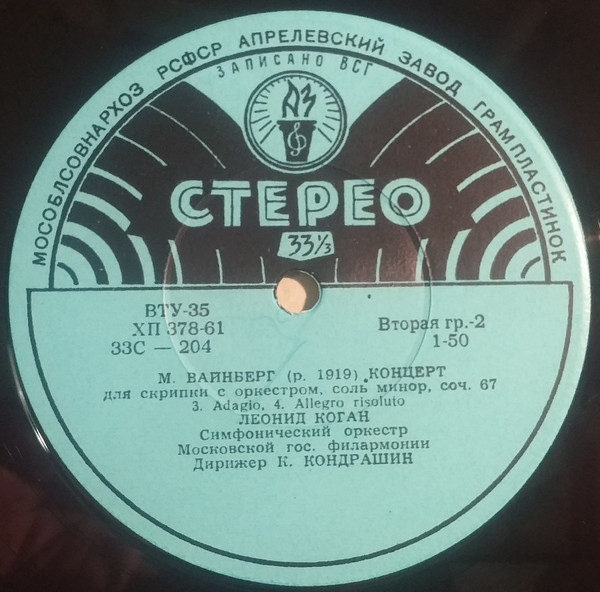 МОСОБЛСОВНАРХОЗ РСФСР АПРЕЛЕВСКИЙ ЗАВОД ГРАМПЛАСТИНОК
ЗАПИСАНО ВСГ
АЗ
СТЕРЕО
33⅓
ВТУ-35
ХП 378-61
33С — 204
Вторая гр.-2
1-50
М. ВАЙНБЕРГ (р. 1919) КОНЦЕРТ
для скрипки с оркестром, соль минор, соч. 67
3. Adagio, 4. Allegro risoluto
ЛЕОНИД КОГАН
Симфонический оркестр
Московской гос. филармонии
Дирижер К. КОНДРАШИН